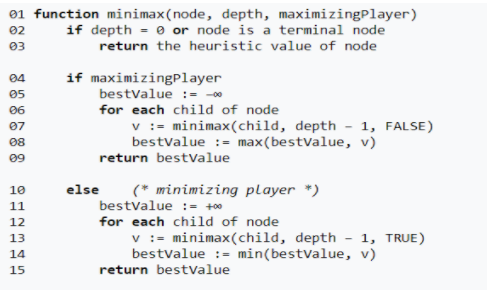 01 function minimax(node, depth, maximizingPlayer)
02     if depth = 0 or node is a terminal node
03         return the heuristic value of node
04     if maximizingPlayer
05         bestValue := −∞
06         for each child of node
07             v := minimax(child, depth − 1, FALSE)
08             bestValue := max(bestValue, v)
09         return bestValue
10     else    (* minimizing player *)
11         bestValue := +∞
12         for each child of node
13             v := minimax(child, depth − 1, TRUE)
14             bestValue := min(bestValue, v)
15         return bestValue